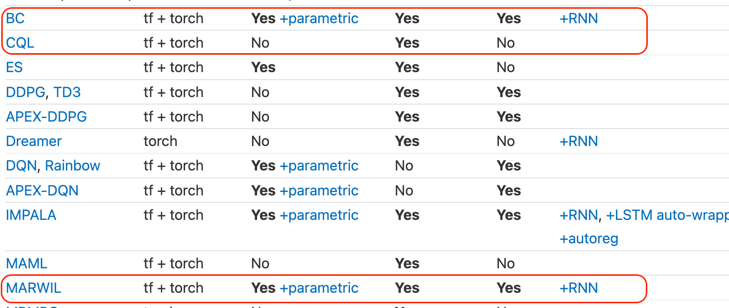 BC tf + torch Yes +parametric Yes Yes +RNN
CQL tf + torch No Yes No
ES tf + torch Yes Yes No
DDPG, TD3 tf + torch No Yes Yes
APEX-DDPG tf + torch No Yes Yes
Dreamer torch No Yes No +RNN
DQN, Rainbow tf + torch Yes +parametric No Yes
APEX-DQN tf + torch Yes +parametric No Yes
IMPALA tf + torch Yes +parametric Yes Yes +RNN, +LSTM auto-wrapp
+autoreg
MAML tf + torch No Yes No
MARWIL tf + torch Yes +parametric Yes Yes +RNN